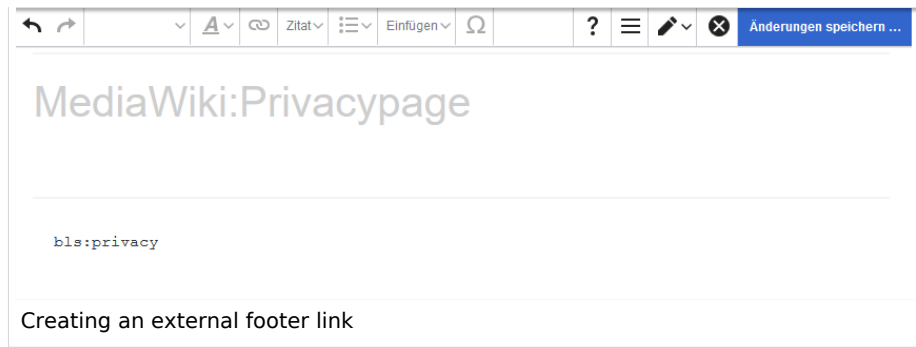 A Zitat Einfügen Ω ? Änderungen speichern ...
MediaWiki:Privacypage
bls:privacy
Creating an external footer link